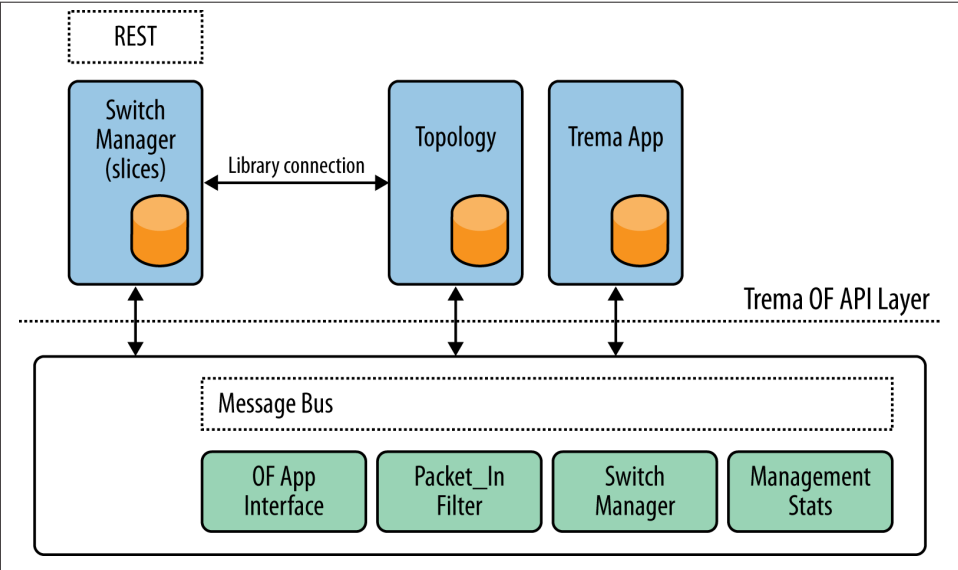 REST
Switch
Manager
(slices)
Library connection
Topology
Trema App
Trema OF API Layer
Message Bus
OF App
Interface
Packet_In
Filter
Switch
Manager
Management
Stats